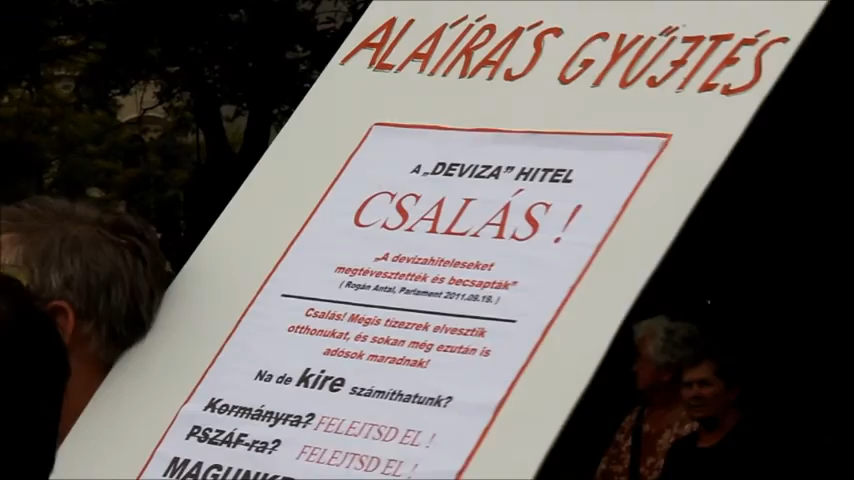 ALÁÍRÁS GYŰJTÉS
A „DEVIZA” HITEL
CSALÁS !
„A devizahiteleseket
megtévesztették és becsapták”
( Rogán Antal, Parlament 2011.09.19. )
Csalás! Mégis tízezrek elvesztik
otthonukat, és sokan még ezután is
adósok maradnak!
Na de kire számíthatunk?
Kormányra? FELEJTSD EL !
PSZÁF-ra? FELEJTSD EL !